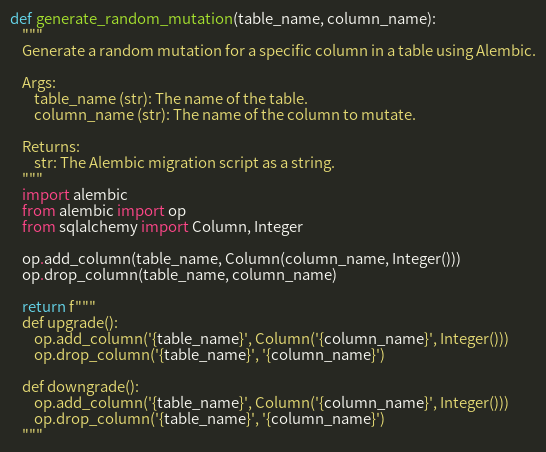 def generate_random_mutation(table_name, column_name):
    """
    Generate a random mutation for a specific column in a table using Alembic.

    Args:
        table_name (str): The name of the table.
        column_name (str): The name of the column to mutate.

    Returns:
        str: The Alembic migration script as a string.
    """
    import alembic
    from alembic import op
    from sqlalchemy import Column, Integer

    op.add_column(table_name, Column(column_name, Integer()))
    op.drop_column(table_name, column_name)

    return f"""
    def upgrade():
        op.add_column('{table_name}', Column('{column_name}', Integer()))
        op.drop_column('{table_name}', '{column_name}')

    def downgrade():
        op.add_column('{table_name}', Column('{column_name}', Integer()))
        op.drop_column('{table_name}', '{column_name}')
    """